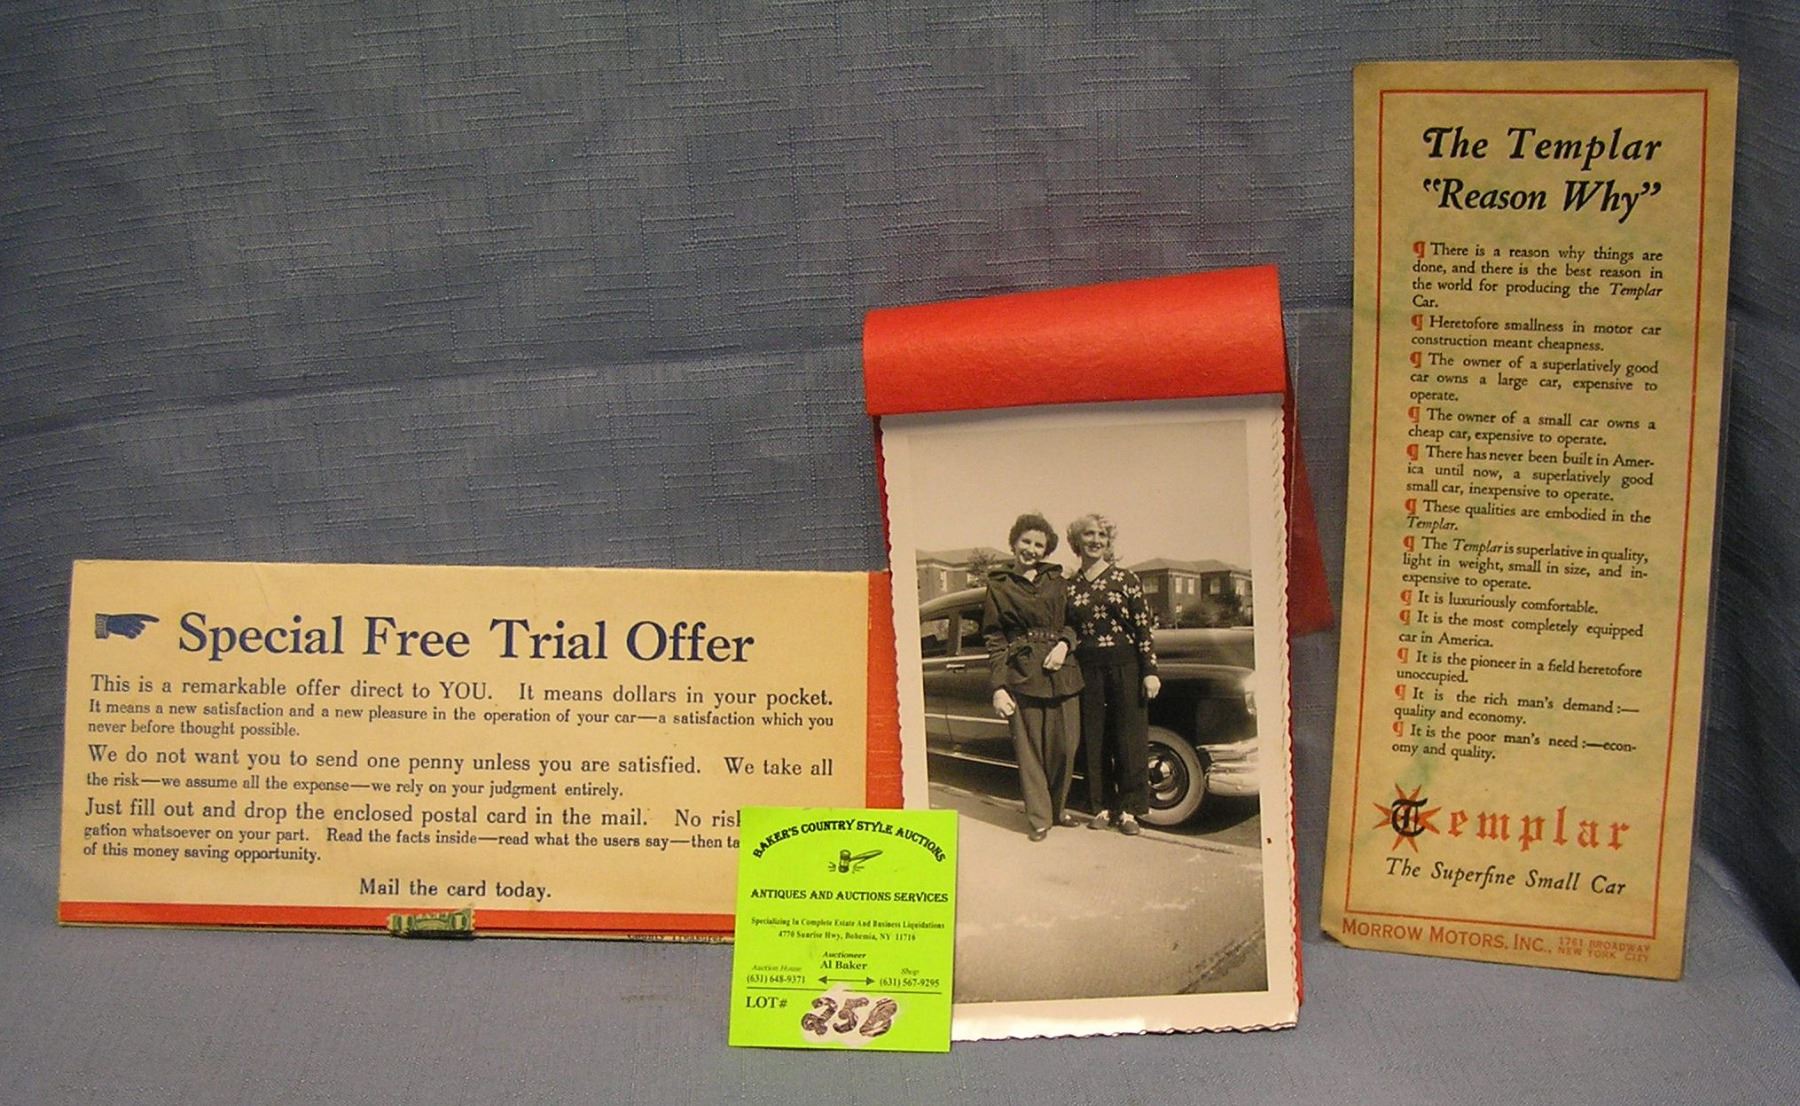 Special Free Trial Offer
This is a remarkable offer direct to YOU. It means dollars in your pocket.
It means a new satisfaction and a new pleasure in the operation of your car—a satisfaction which you
never before thought possible.
We do not want you to send one penny unless you are satisfied. We take all
the risk—we assume all the expense—we rely on your judgment entirely.
Just fill out and drop the enclosed postal card in the mail. No risk
gation whatsoever on your part. Read the facts inside—read what the users say—then ta
of this money saving opportunity.
Mail the card today.
BAKER'S COUNTRY STYLE AUCTIONS
ANTIQUES AND AUCTIONS SERVICES
Specializing In Complete Estate And Business Liquidations
4770 Sunrise Hwy, Bohemia, NY 11716
Auctioneer
Al Baker
Auction House
(631) 648-9371
Shop
(631) 567-9295
LOT# 258
The Templar
"Reason Why"
¶ There is a reason why things are
done, and there is the best reason in
the world for producing the Templar
Car.
¶ Heretofore smallness in motor car
construction meant cheapness.
¶ The owner of a superlatively good
car owns a large car, expensive to
operate.
¶ The owner of a small car owns a
cheap car, expensive to operate.
¶ There has never been built in Amer-
ica until now, a superlatively good
small car, inexpensive to operate.
¶ These qualities are embodied in the
Templar.
¶ The Templar is superlative in quality,
light in weight, small in size, and in-
expensive to operate.
¶ It is luxuriously comfortable.
¶ It is the most completely equipped
car in America.
¶ It is the pioneer in a field heretofore
unoccupied.
¶ It is the rich man's demand:—
quality and economy.
¶ It is the poor man's need:—econ-
omy and quality.
Templar
The Superfine Small Car
MORROW MOTORS, INC., 1761 BROADWAY
NEW YORK CITY